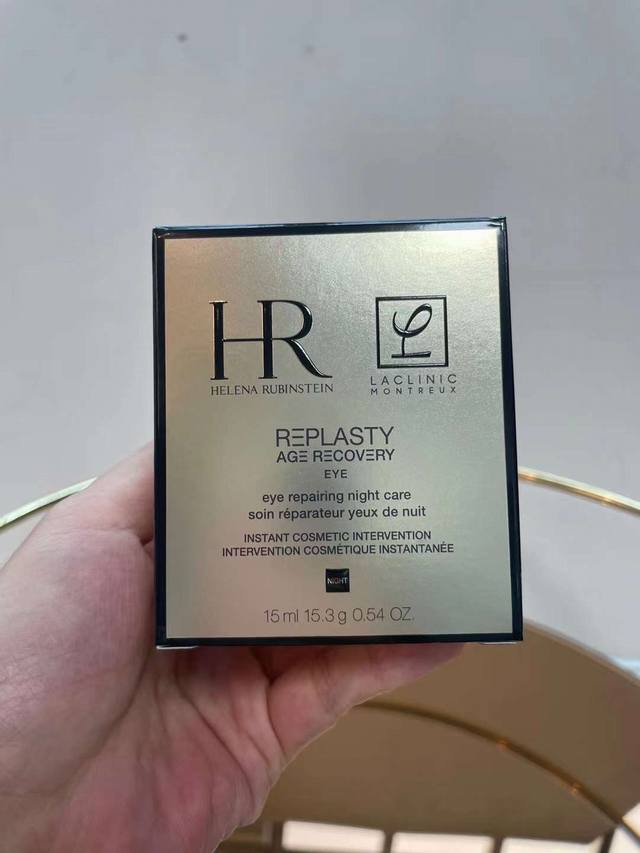 HR
HELENA RUBINSTEIN
L
LACLINIC
MONTREUX
REPLASTY
AGE RECOVERY
EYE
eye repairing night care
soin réparateur yeux de nuit
INSTANT COSMETIC INTERVENTION
INTERVENTION COSMÉTIQUE INSTANTANÉE
NIGHT
15 ml 15.3 g 0.54 OZ.